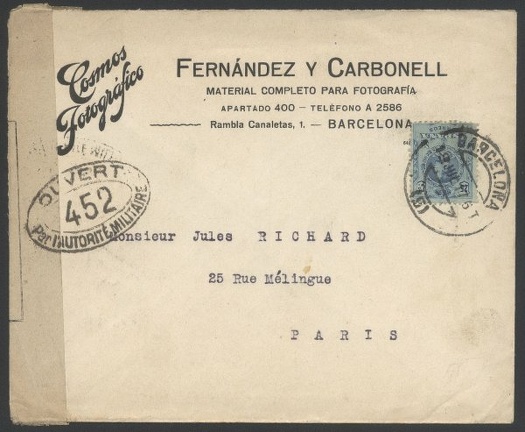 Cosmos
Fotográfico
FERNÁNDEZ Y CARBONELL
MATERIAL COMPLETO PARA FOTOGRAFÍA
APARTADO 400 — TELÉFONO A 2586
Rambla Canaletas, 1. — BARCELONA
BARCELONA
OUVERT
452
Par l'AUTORITÉ MILITAIRE
Monsieur Jules RICHARD
25 Rue Mélingue
PARIS